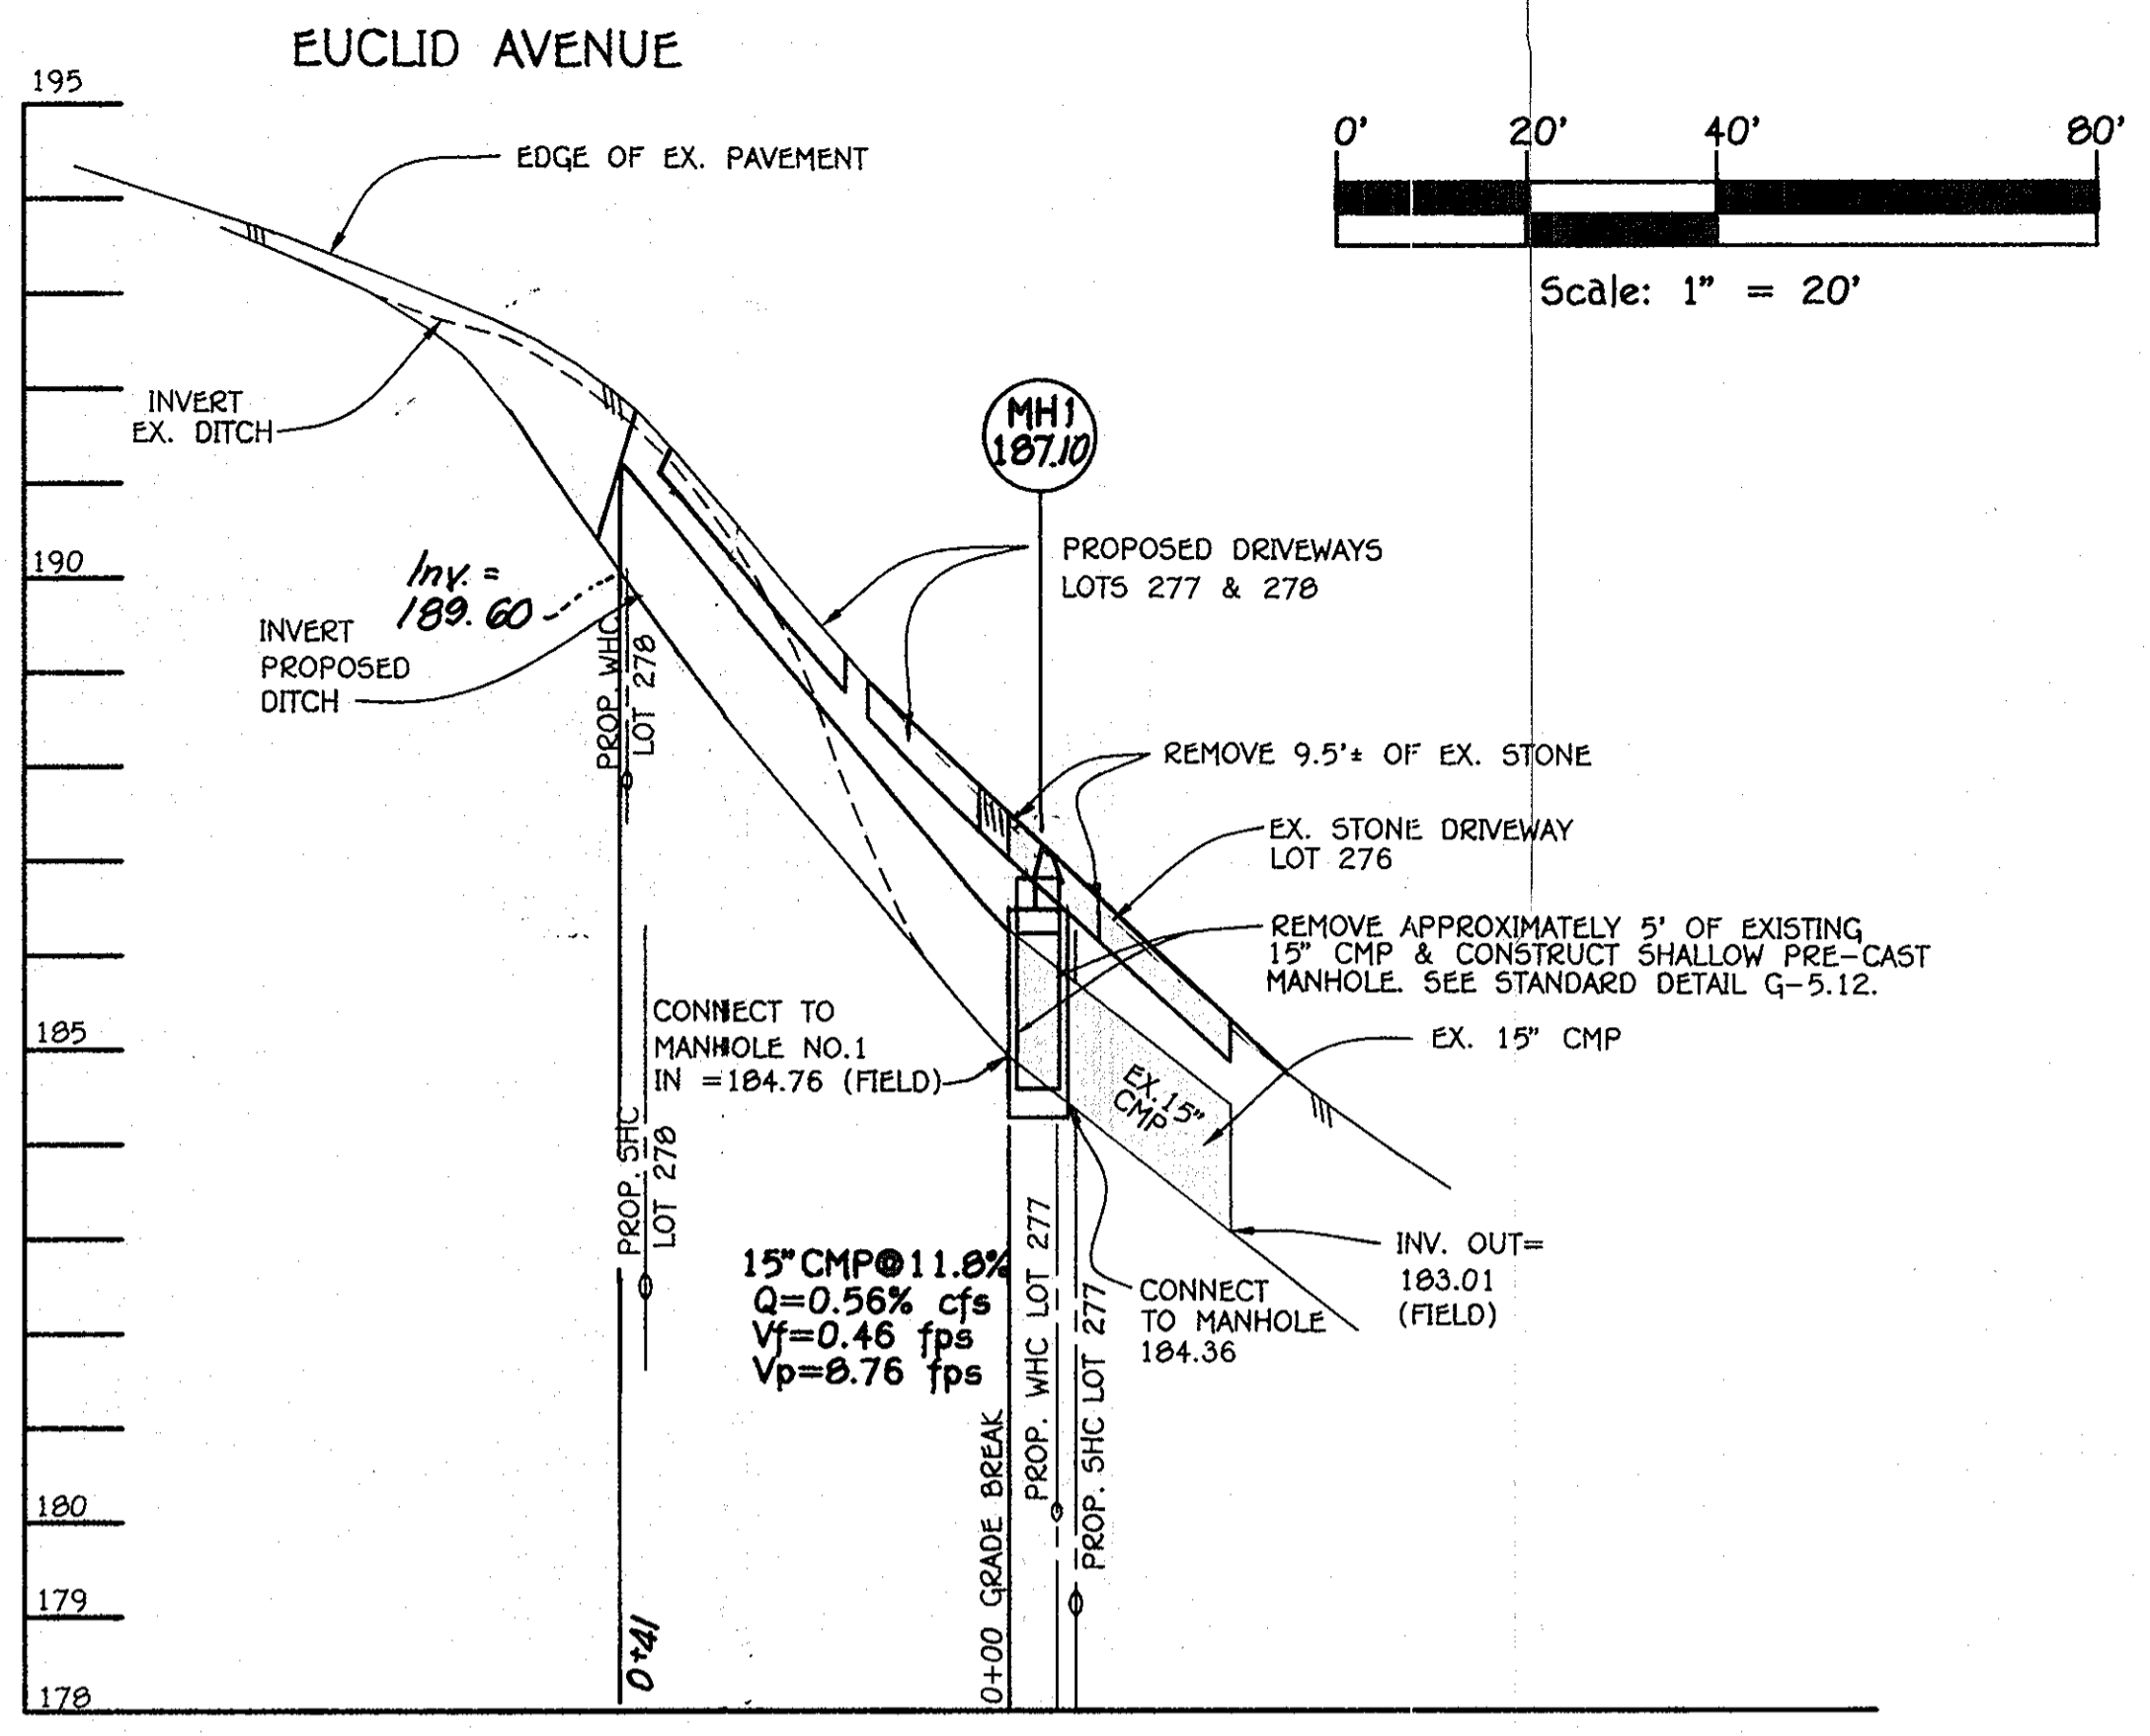 EUCLID AVENUE
195
EDGE OF EX. PAVEMENT
0' 20' 40' 80'
Scale: 1" = 20'
INVERT
EX. DITCH
MH1
187.10
190
Inv. =
189.60
PROPOSED DRIVEWAYS
LOTS 277 & 278
INVERT
PROPOSED
DITCH
PROP. WHC
LOT 278
REMOVE 9.5'± OF EX. STONE
EX. STONE DRIVEWAY
LOT 276
REMOVE APPROXIMATELY 5' OF EXISTING
15" CMP & CONSTRUCT SHALLOW PRE-CAST
MANHOLE. SEE STANDARD DETAIL G-5.12.
185
CONNECT TO
MANHOLE NO.1
IN =184.76 (FIELD)
EX. 15" CMP
EX.15"
CMP
PROP. SHC
LOT 278
15"CMP@11.8%
Q=0.56% cfs
Vf=0.46 fps
Vp=8.76 fps
INV. OUT=
183.01
(FIELD)
CONNECT
TO MANHOLE
184.36
PROP. WHC LOT 277
PROP. SHC LOT 277
0+00 GRADE BREAK
180
179
0+41
178